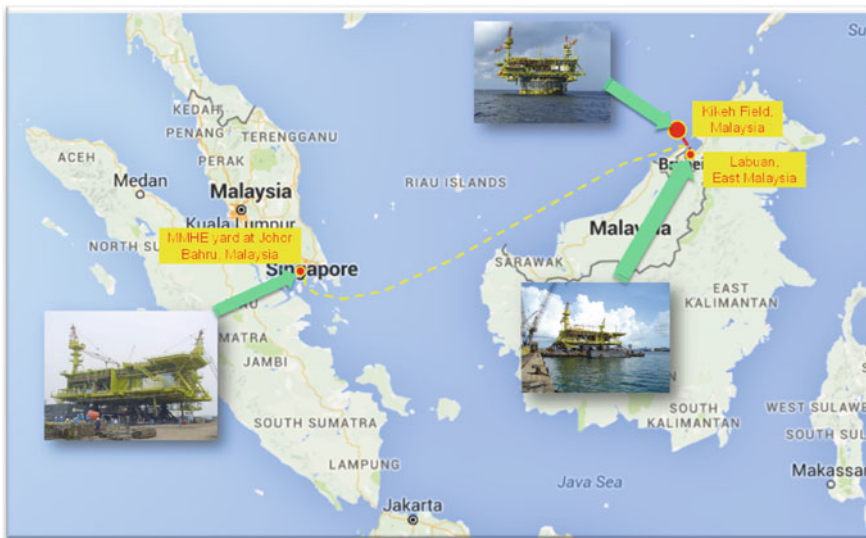 Su
KEDAH
PENANG
TERENGGANU
PERAK
ACEH
Medan
Malaysia
Kuala Lumpur
NORTH SU
MMHE yard at Johor
Bahru, Malaysia
Singapore
RIAU ISLANDS
Kikeh Field,
Malaysia
Labuan,
East Malaysia
SARAWAK
EAST
KALIMANTAN
MATRA
JAMBI
SOUTH SUMATRA
LAMPUNG
SOUTH
KALIMANTAN
WEST SULAW
SOUTH SUL
Makassa
Java Sea
Jakarta